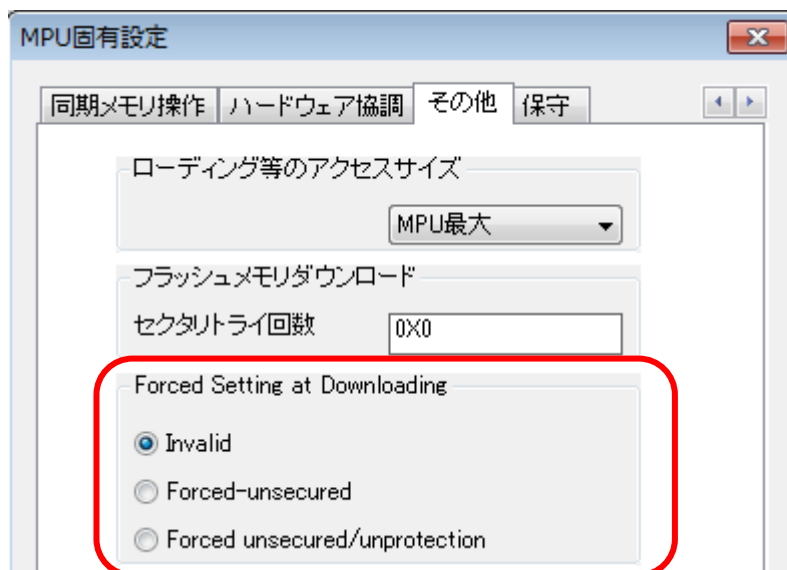 MPU固有設定
同期メモリ操作 ハードウェア協調 その他 保守
ローディング等のアクセスサイズ
MPU最大
フラッシュメモリダウンロード
セクタリトライ回数 0X0
Forced Setting at Downloading
Invalid
Forced-unsecured
Forced unsecured/unprotection